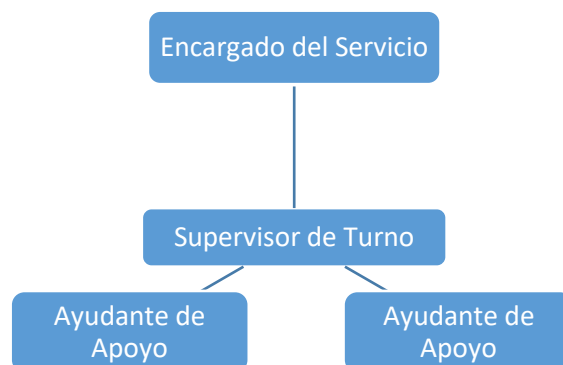 Encargado del Servicio
Supervisor de Turno
Ayudante de
Apoyo
Ayudante de
Apoyo